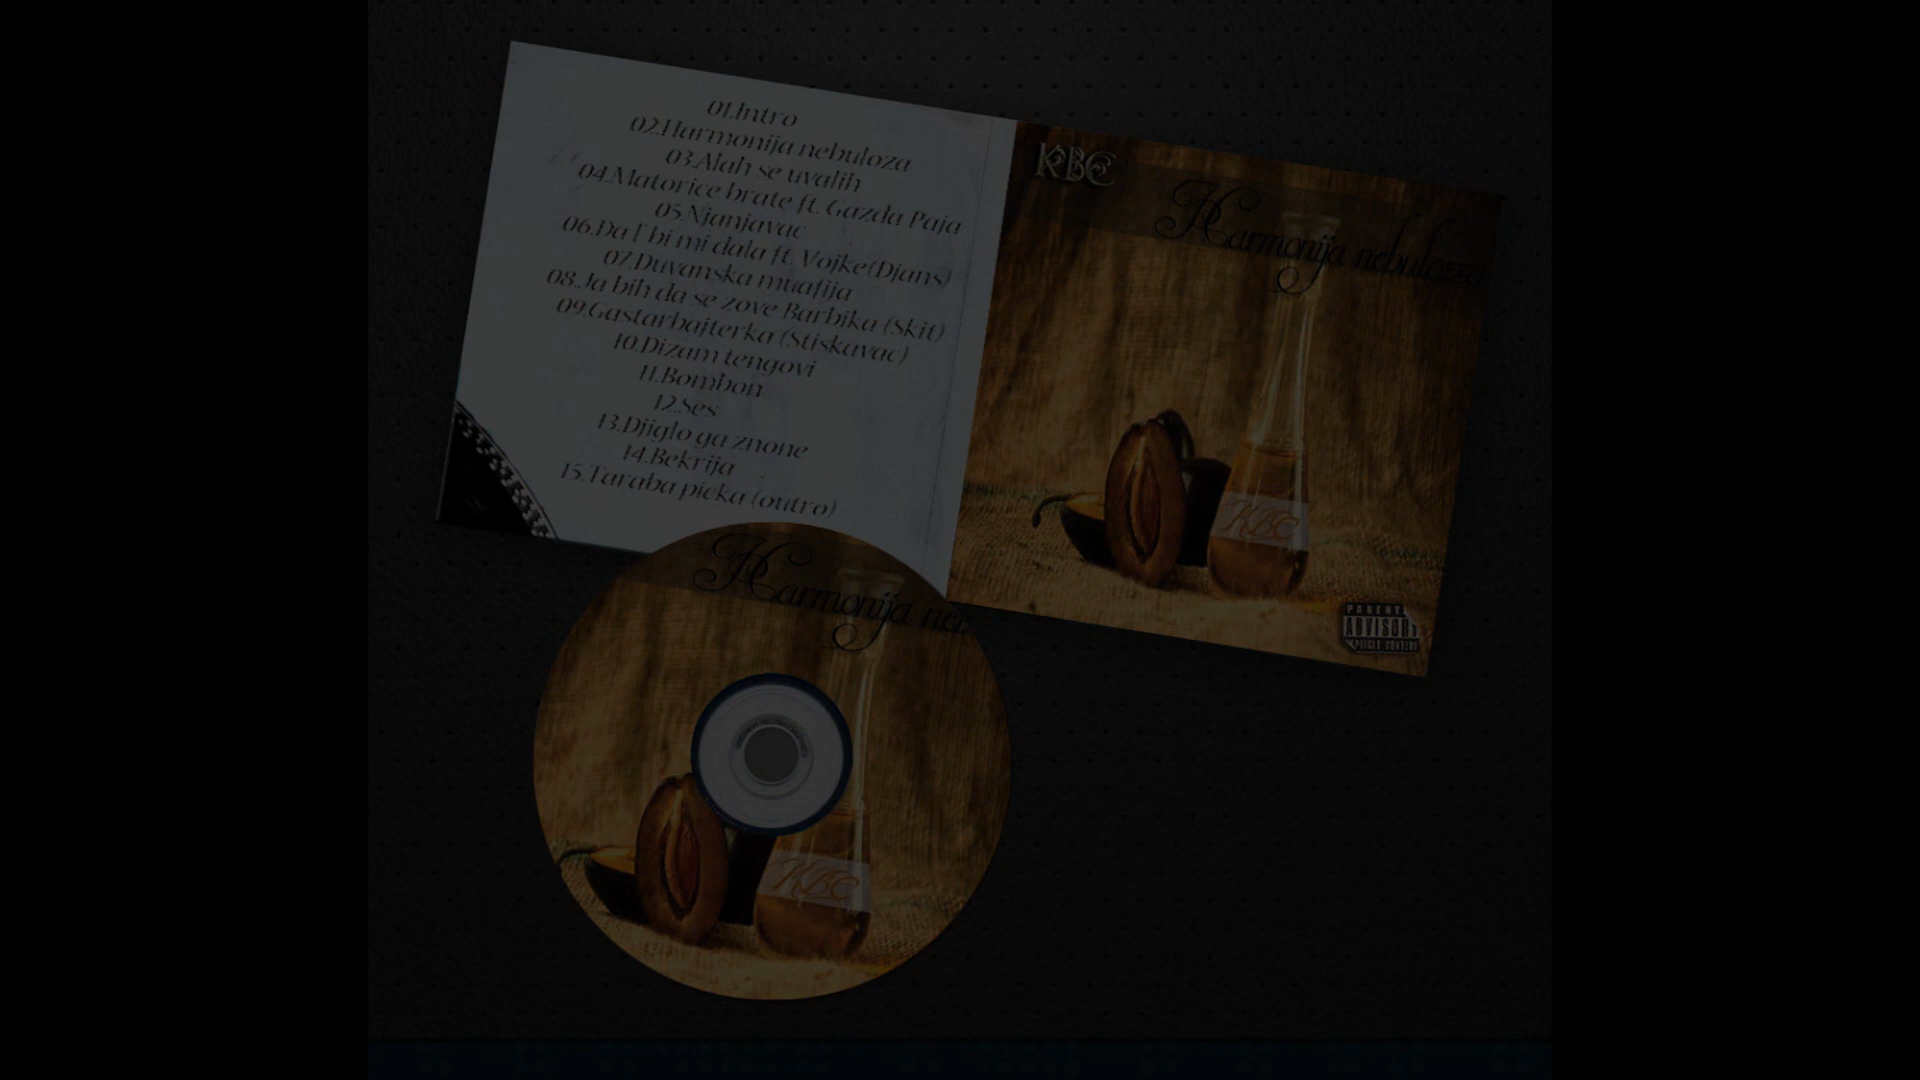 01.Intro
02.Harmonija nebuloza
03.Alah se uvalih
04.Matorice brate ft. Gazda Paja
05.Njanjavac
06.Da l' bi mi dala ft. Vojke(Djans)
07.Duvanska muafija
08.Ja bih da se zove Barbika (Skit)
09.Gastarbajterka (Stiskavac)
10.Dizam tengovi
11.Bombon
12.Ses
13.Djiglo ga znone
14.Bekrija
15.Taraba picka (outro)
KBC
Harmonija nebulozza
KBC
PARENT
ADVISORY
EXPLICIT CONTENT
Harmonija ne
KBC